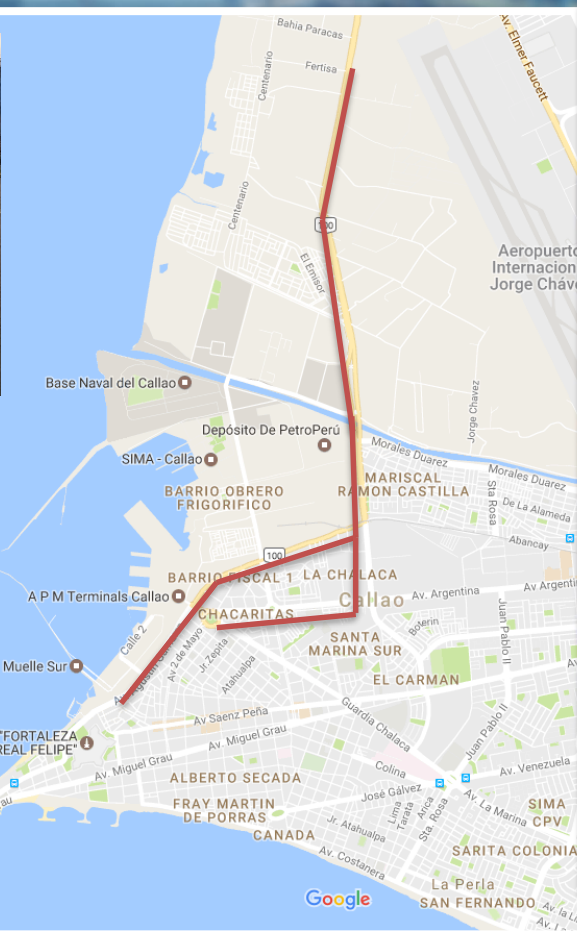 Bahia Paracas
Av. Elmer Faucett
Fertisa
Centenario
Centenario
100
El Emisor
Aeropuerto
Internacion
Jorge Cháve
Base Naval del Callao
Jorge Chavez
Depósito De PetroPerú
Morales Duarez
SIMA - Callao
MARISCAL
RAMON CASTILLA
Morales Duarez
Sta Rosa
BARRIO OBRERO
FRIGORIFICO
De La Alameda
Abancay
100
BARRIO FISCAL 1
LA CHALACA
A P M Terminals Callao
Av. Argentina
Av Argenti
Callao
CHACARITAS
Juan Pablo II
Calle 2
Av 2 de Mayo
Jr. Zepita
Boterin
SANTA
MARINA SUR
Atahualpa
Muelle Sur
EL CARMAN
Av Saenz Peña
Guardia Chalaca
Juan Pablo II
"FORTALEZA
REAL FELIPE"
Av. Miguel Grau
Av. Miguel Grau
Colina
Av. Venezuela
ALBERTO SECADA
José Gálvez
FRAY MARTIN
DE PORRAS
Lima
Tarata
Arica
Sta. Rosa
Av. La Marina
SIMA
CPV
Jr. Atahualpa
CANADA
Av. Costanera
SARITA COLONIA
La Perla
Google
SAN FERNANDO